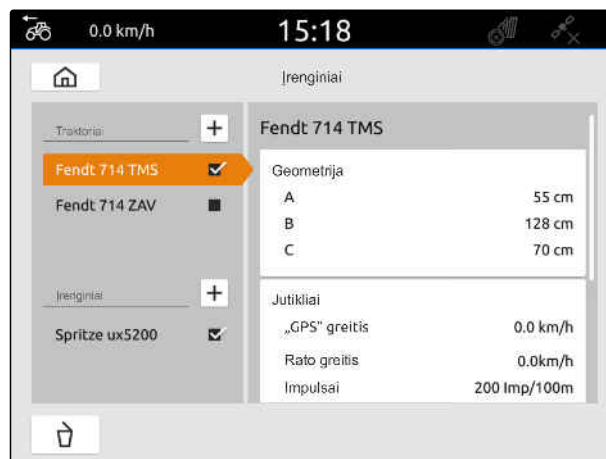 0.0 km/h
15:18
Įrenginiai
Traktoriai
Fendt 714 TMS
Fendt 714 ZAV
Įrenginiai
Spritze ux5200
Fendt 714 TMS
Geometrija
A 55 cm
B 128 cm
C 70 cm
Jutikliai
„GPS" greitis 0.0 km/h
Rato greitis 0.0km/h
Impulsai 200 Imp/100m